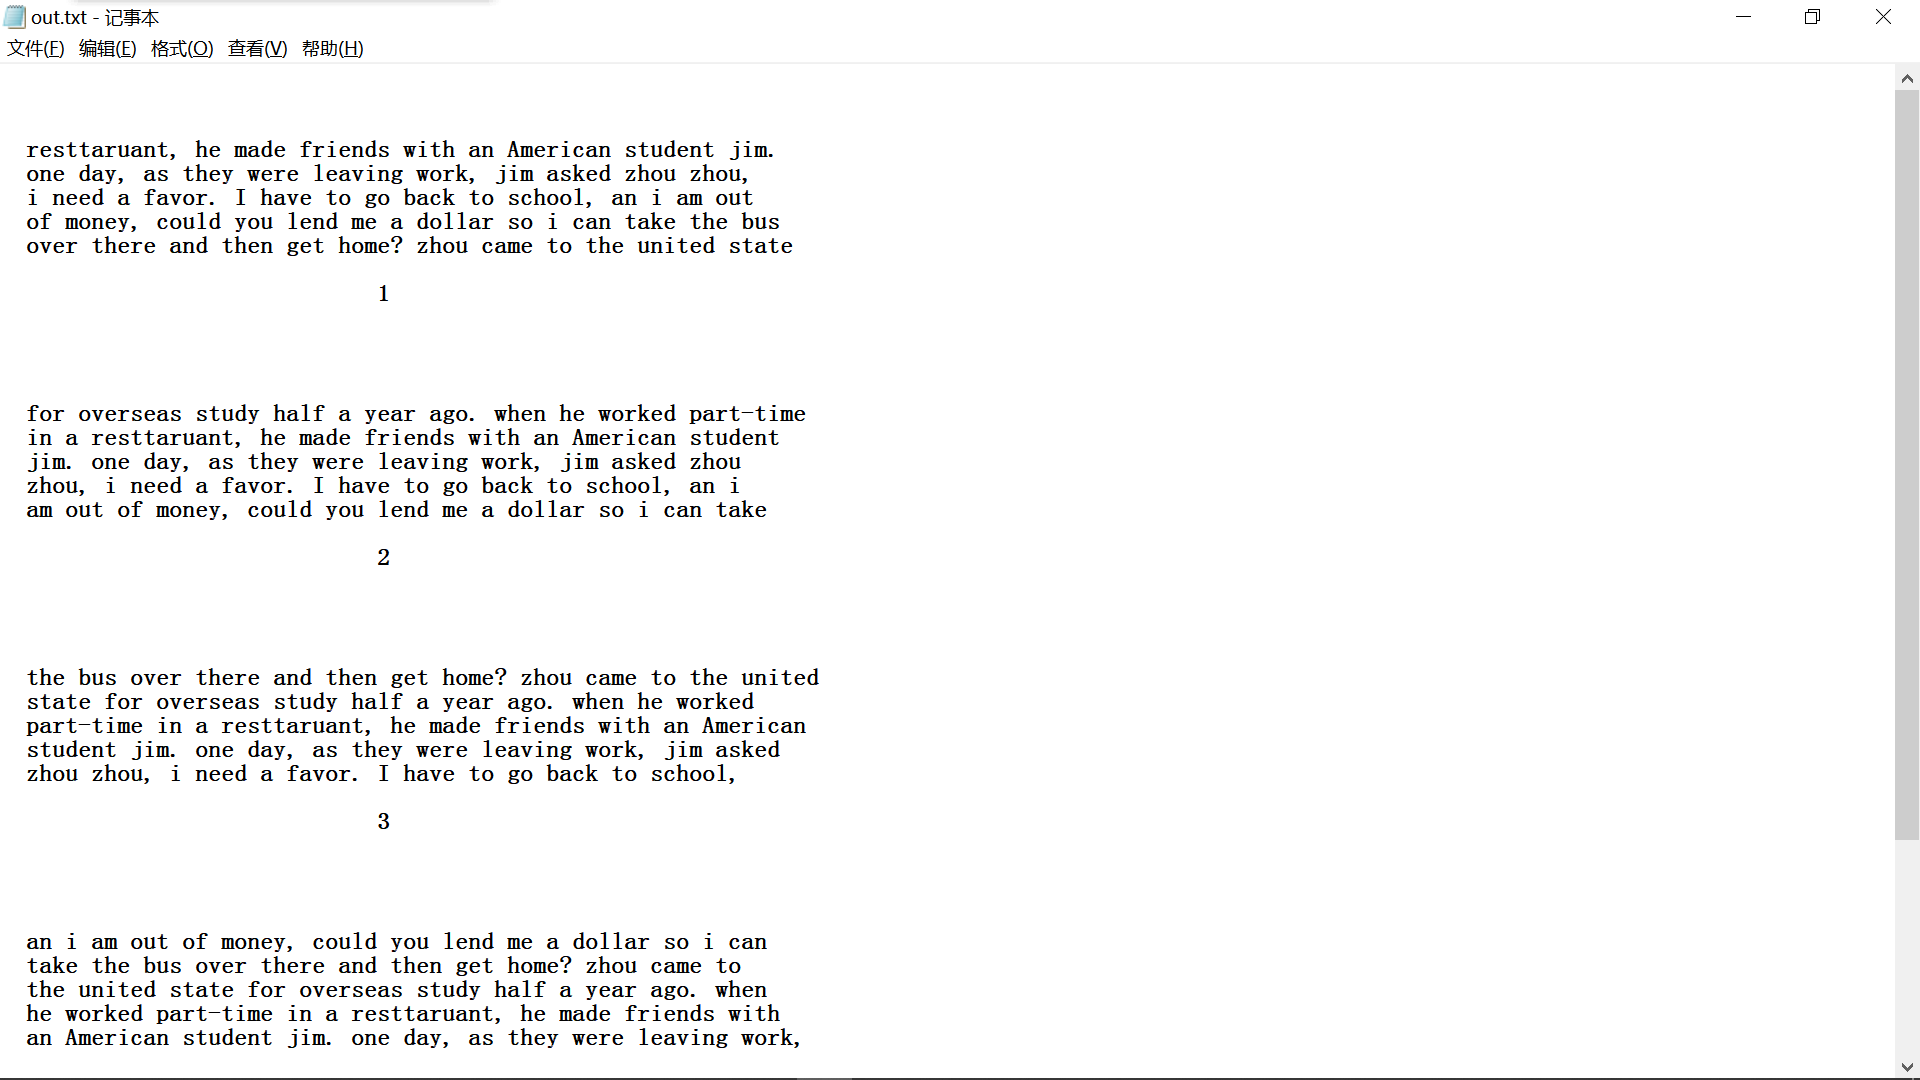 out.txt - 记事本
文件(F) 编辑(E) 格式(O) 查看(V) 帮助(H)
resttaruant, he made friends with an American student jim.
one day, as they were leaving work, jim asked zhou zhou,
i need a favor. I have to go back to school, an i am out
of money, could you lend me a dollar so i can take the bus
over there and then get home? zhou came to the united state
1
for overseas study half a year ago. when he worked part-time
in a resttaruant, he made friends with an American student
jim. one day, as they were leaving work, jim asked zhou
zhou, i need a favor. I have to go back to school, an i
am out of money, could you lend me a dollar so i can take
2
the bus over there and then get home? zhou came to the united
state for overseas study half a year ago. when he worked
part-time in a resttaruant, he made friends with an American
student jim. one day, as they were leaving work, jim asked
zhou zhou, i need a favor. I have to go back to school,
3
an i am out of money, could you lend me a dollar so i can
take the bus over there and then get home? zhou came to
the united state for overseas study half a year ago. when
he worked part-time in a resttaruant, he made friends with
an American student jim. one day, as they were leaving work,